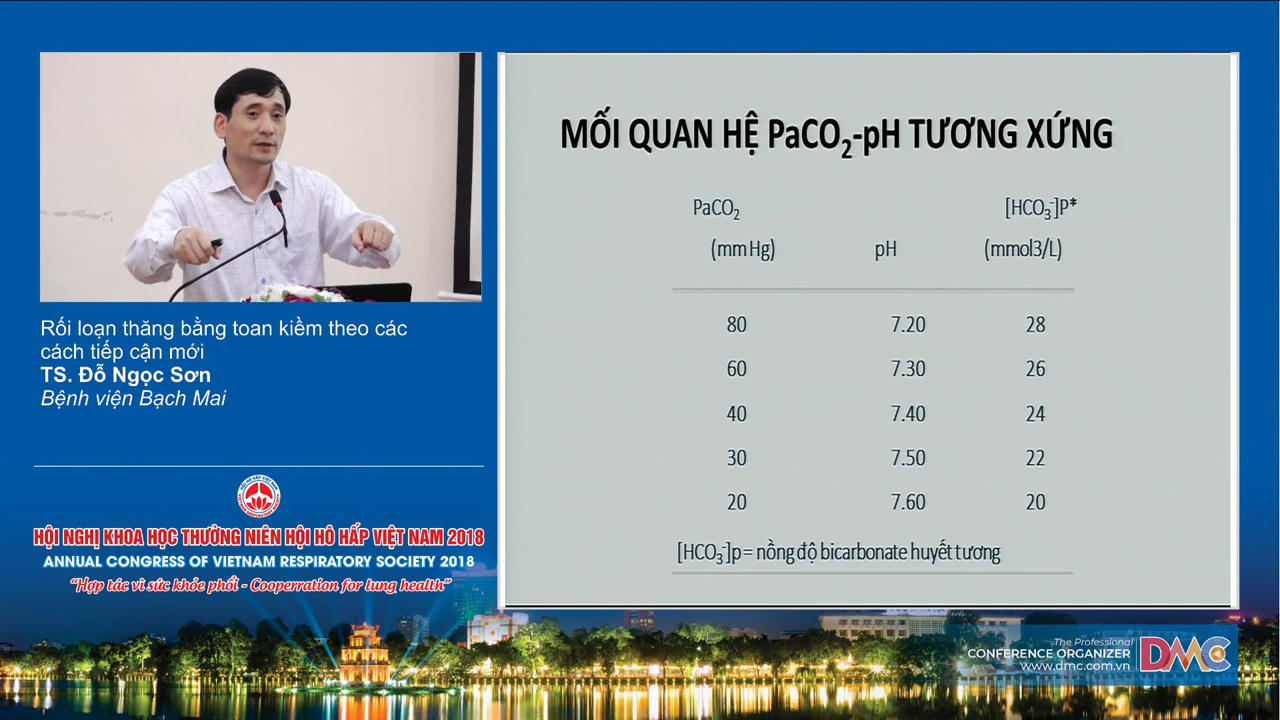 MỐI QUAN HỆ PaCO₂-pH TƯƠNG XỨNG
PaCO₂ [HCO₃⁻]P*
(mm Hg) pH (mmol3/L)
80 7.20 28
60 7.30 26
40 7.40 24
30 7.50 22
20 7.60 20
[HCO₃⁻]p = nồng độ bicarbonate huyết tương
Rối loạn thăng bằng toan kiềm theo các
cách tiếp cận mới
TS. Đỗ Ngọc Sơn
Bệnh viện Bạch Mai
HỘI HÔ HẤP VIỆT NAM
HỘI NGHỊ KHOA HỌC THƯỜNG NIÊN HỘI HÔ HẤP VIỆT NAM 2018
ANNUAL CONGRESS OF VIETNAM RESPIRATORY SOCIETY 2018
“Hợp tác vì sức khỏe phổi - Cooperration for lung health”
The Professional
CONFERENCE ORGANIZER
www.dmc.com.vn
DMC